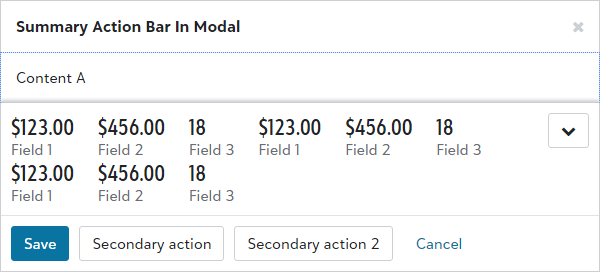 Summary Action Bar In Modal
Content A
$123.00 $456.00 18 $123.00 $456.00 18
Field 1 Field 2 Field 3 Field 1 Field 2 Field 3
$123.00 $456.00 18
Field 1 Field 2 Field 3
Save Secondary action Secondary action 2 Cancel